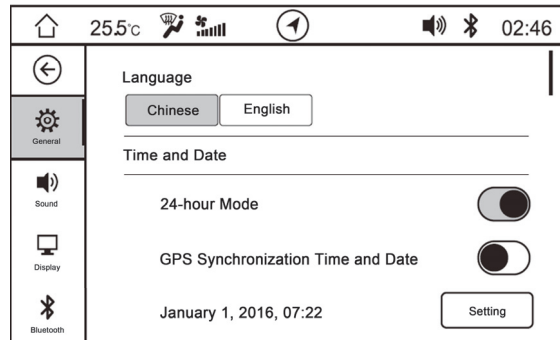 25.5°c 02:46
Language
Chinese English
General
Time and Date
Sound
24-hour Mode
Display
GPS Synchronization Time and Date
Bluetooth
January 1, 2016, 07:22 Setting